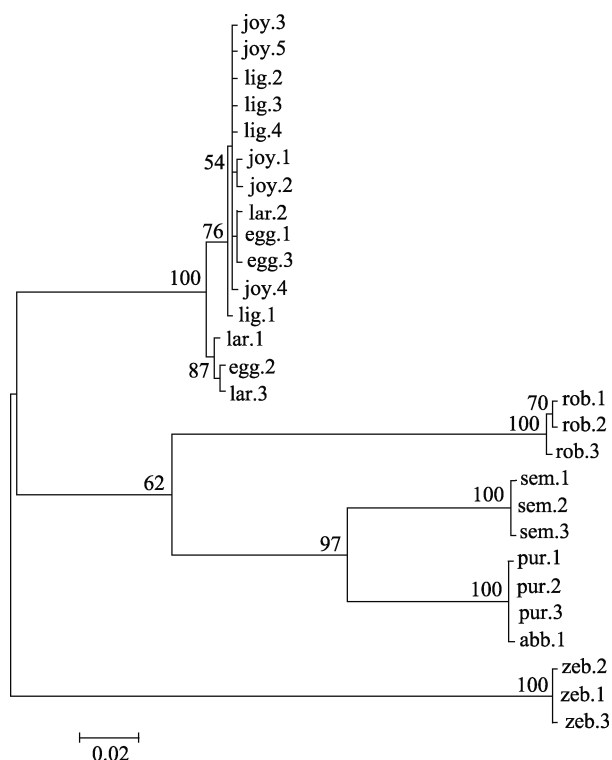 joy.3
joy.5
lig.2
lig.3
lig.4
54
joy.1
joy.2
lar.2
76
egg.1
egg.3
100
joy.4
lig.1
lar.1
87
egg.2
lar.3
70
rob.1
100
rob.2
rob.3
62
sem.1
100
sem.2
sem.3
97
pur.1
100
pur.2
pur.3
abb.1
zeb.2
100
zeb.1
zeb.3
0.02